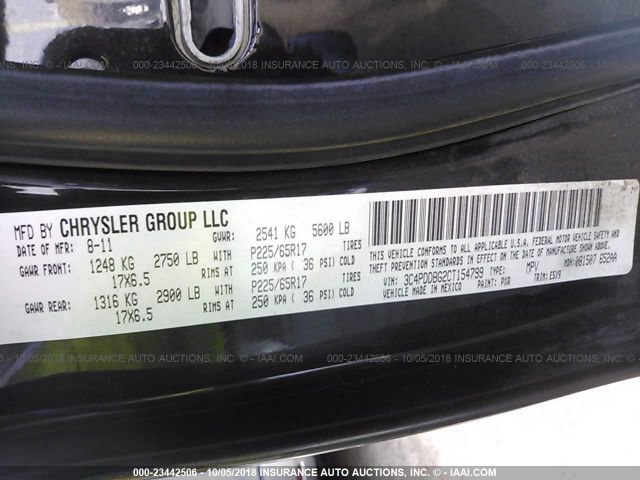 000-23442506 - 10/05/2018 - INSURANCE AUTO AUCTIONS - © IAAI.COM
MFD BY CHRYSLER GROUP LLC
DATE OF MFR: 8-11 GVWR: 2541 KG 5600 LB
GAWR FRONT: 1248 KG 2750 LB P225/65R17 TIRES
17X6.5 RIMS AT 250 KPA ( 36 PSI) COLD
GAWR REAR: 1316 KG 2900 LB P225/65R17 TIRES
17X6.5 RIMS AT 250 KPA ( 36 PSI) COLD
THIS VEHICLE CONFORMS TO ALL APPLICABLE U.S.A. FEDERAL MOTOR VEHICLE SAFETY AND
THEFT PREVENTION STANDARDS IN EFFECT ON THE DATE OF MANUFACTURE SHOWN ABOVE.
VIN: 3C4PDDBG2CT154799 TYPE: MPV MDH: 081507 652AA
VEHICLE MADE IN MEXICO PAINT: PXR TRIM: ESX9
000-23442506 - 10/05/2018 - INSURANCE AUTO AUCTIONS - © IAAI.COM
000-23442506 - 10/05/2018 - INSURANCE AUTO AUCTIONS - © IAAI.COM